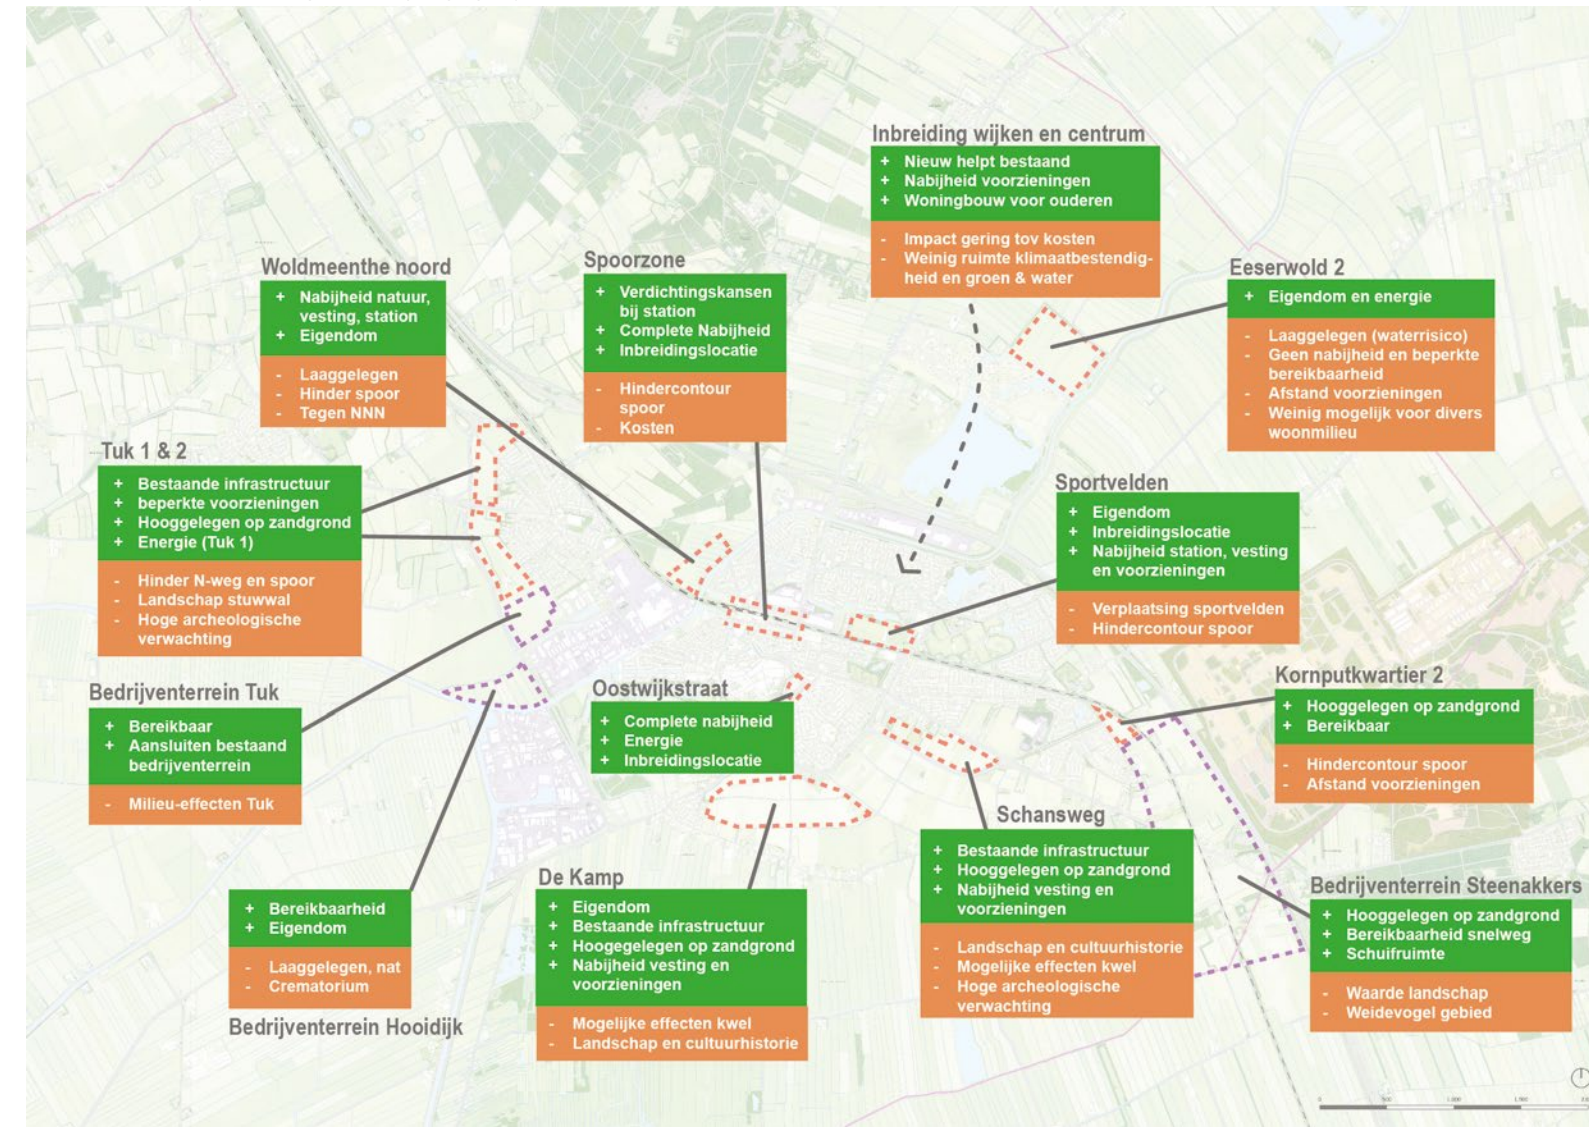 Inbreiding wijken en centrum
+ Nieuw helpt bestaand
+ Nabijheid voorzieningen
+ Woningbouw voor ouderen
- Impact gering tov kosten
- Weinig ruimte klimaatbestendig-
heid en groen & water
Woldmeenthe noord
+ Nabijheid natuur,
vesting, station
+ Eigendom
- Laaggelegen
- Hinder spoor
- Tegen NNN
Spoorzone
+ Verdichtingskansen
bij station
+ Complete Nabijheid
+ Inbreidingslocatie
- Hindercontour
spoor
- Kosten
Eeserwold 2
+ Eigendom en energie
- Laaggelegen (waterrisico)
- Geen nabijheid en beperkte
bereikbaarheid
- Afstand voorzieningen
- Weinig mogelijk voor divers
woonmilieu
Tuk 1 & 2
+ Bestaande infrastructuur
+ beperkte voorzieningen
+ Hooggelegen op zandgrond
+ Energie (Tuk 1)
- Hinder N-weg en spoor
- Landschap stuwwal
- Hoge archeologische
verwachting
Sportvelden
+ Eigendom
+ Inbreidingslocatie
+ Nabijheid station, vesting
en voorzieningen
- Verplaatsing sportvelden
- Hindercontour spoor
Bedrijventerrein Tuk
+ Bereikbaar
+ Aansluiten bestaand
bedrijventerrein
- Milieu-effecten Tuk
Oostwijkstraat
+ Complete nabijheid
+ Energie
+ Inbreidingslocatie
Kornputkwartier 2
+ Hooggelegen op zandgrond
+ Bereikbaar
- Hindercontour spoor
- Afstand voorzieningen
Schansweg
+ Bestaande infrastructuur
+ Hooggelegen op zandgrond
+ Nabijheid vesting en
voorzieningen
- Landschap en cultuurhistorie
- Mogelijke effecten kwel
- Hoge archeologische
verwachting
+ Bereikbaarheid
+ Eigendom
- Laaggelegen, nat
- Crematorium
Bedrijventerrein Hooidijk
De Kamp
+ Eigendom
+ Bestaande infrastructuur
+ Hoogegelegen op zandgrond
+ Nabijheid vesting en
voorzieningen
- Mogelijke effecten kwel
- Landschap en cultuurhistorie
Bedrijventerrein Steenakkers
+ Hooggelegen op zandgrond
+ Bereikbaarheid snelweg
+ Schuifruimte
- Waarde landschap
- Weidevogel gebied